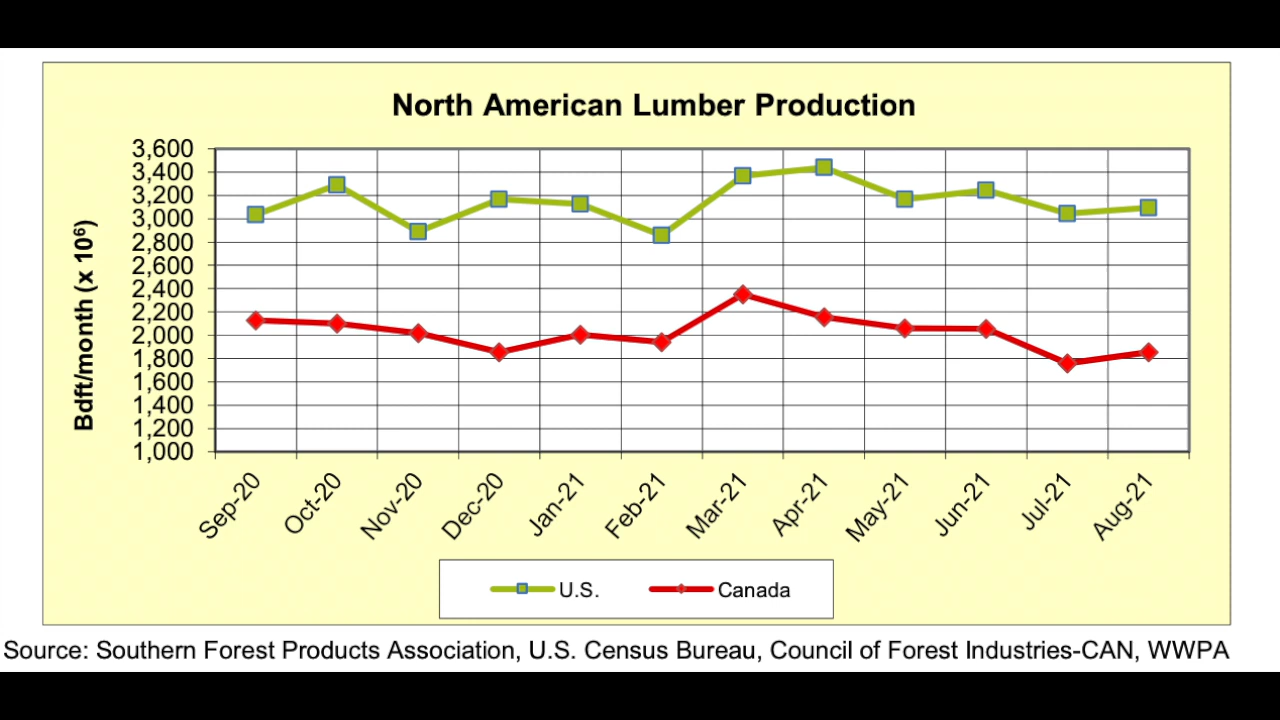 North American Lumber Production
Bdft/month (x 10⁶)
3,600
3,400
3,200
3,000
2,800
2,600
2,400
2,200
2,000
1,800
1,600
1,400
1,200
1,000
Sep-20
Oct-20
Nov-20
Dec-20
Jan-21
Feb-21
Mar-21
Apr-21
May-21
Jun-21
Jul-21
Aug-21
U.S.
Canada
Source: Southern Forest Products Association, U.S. Census Bureau, Council of Forest Industries-CAN, WWPA